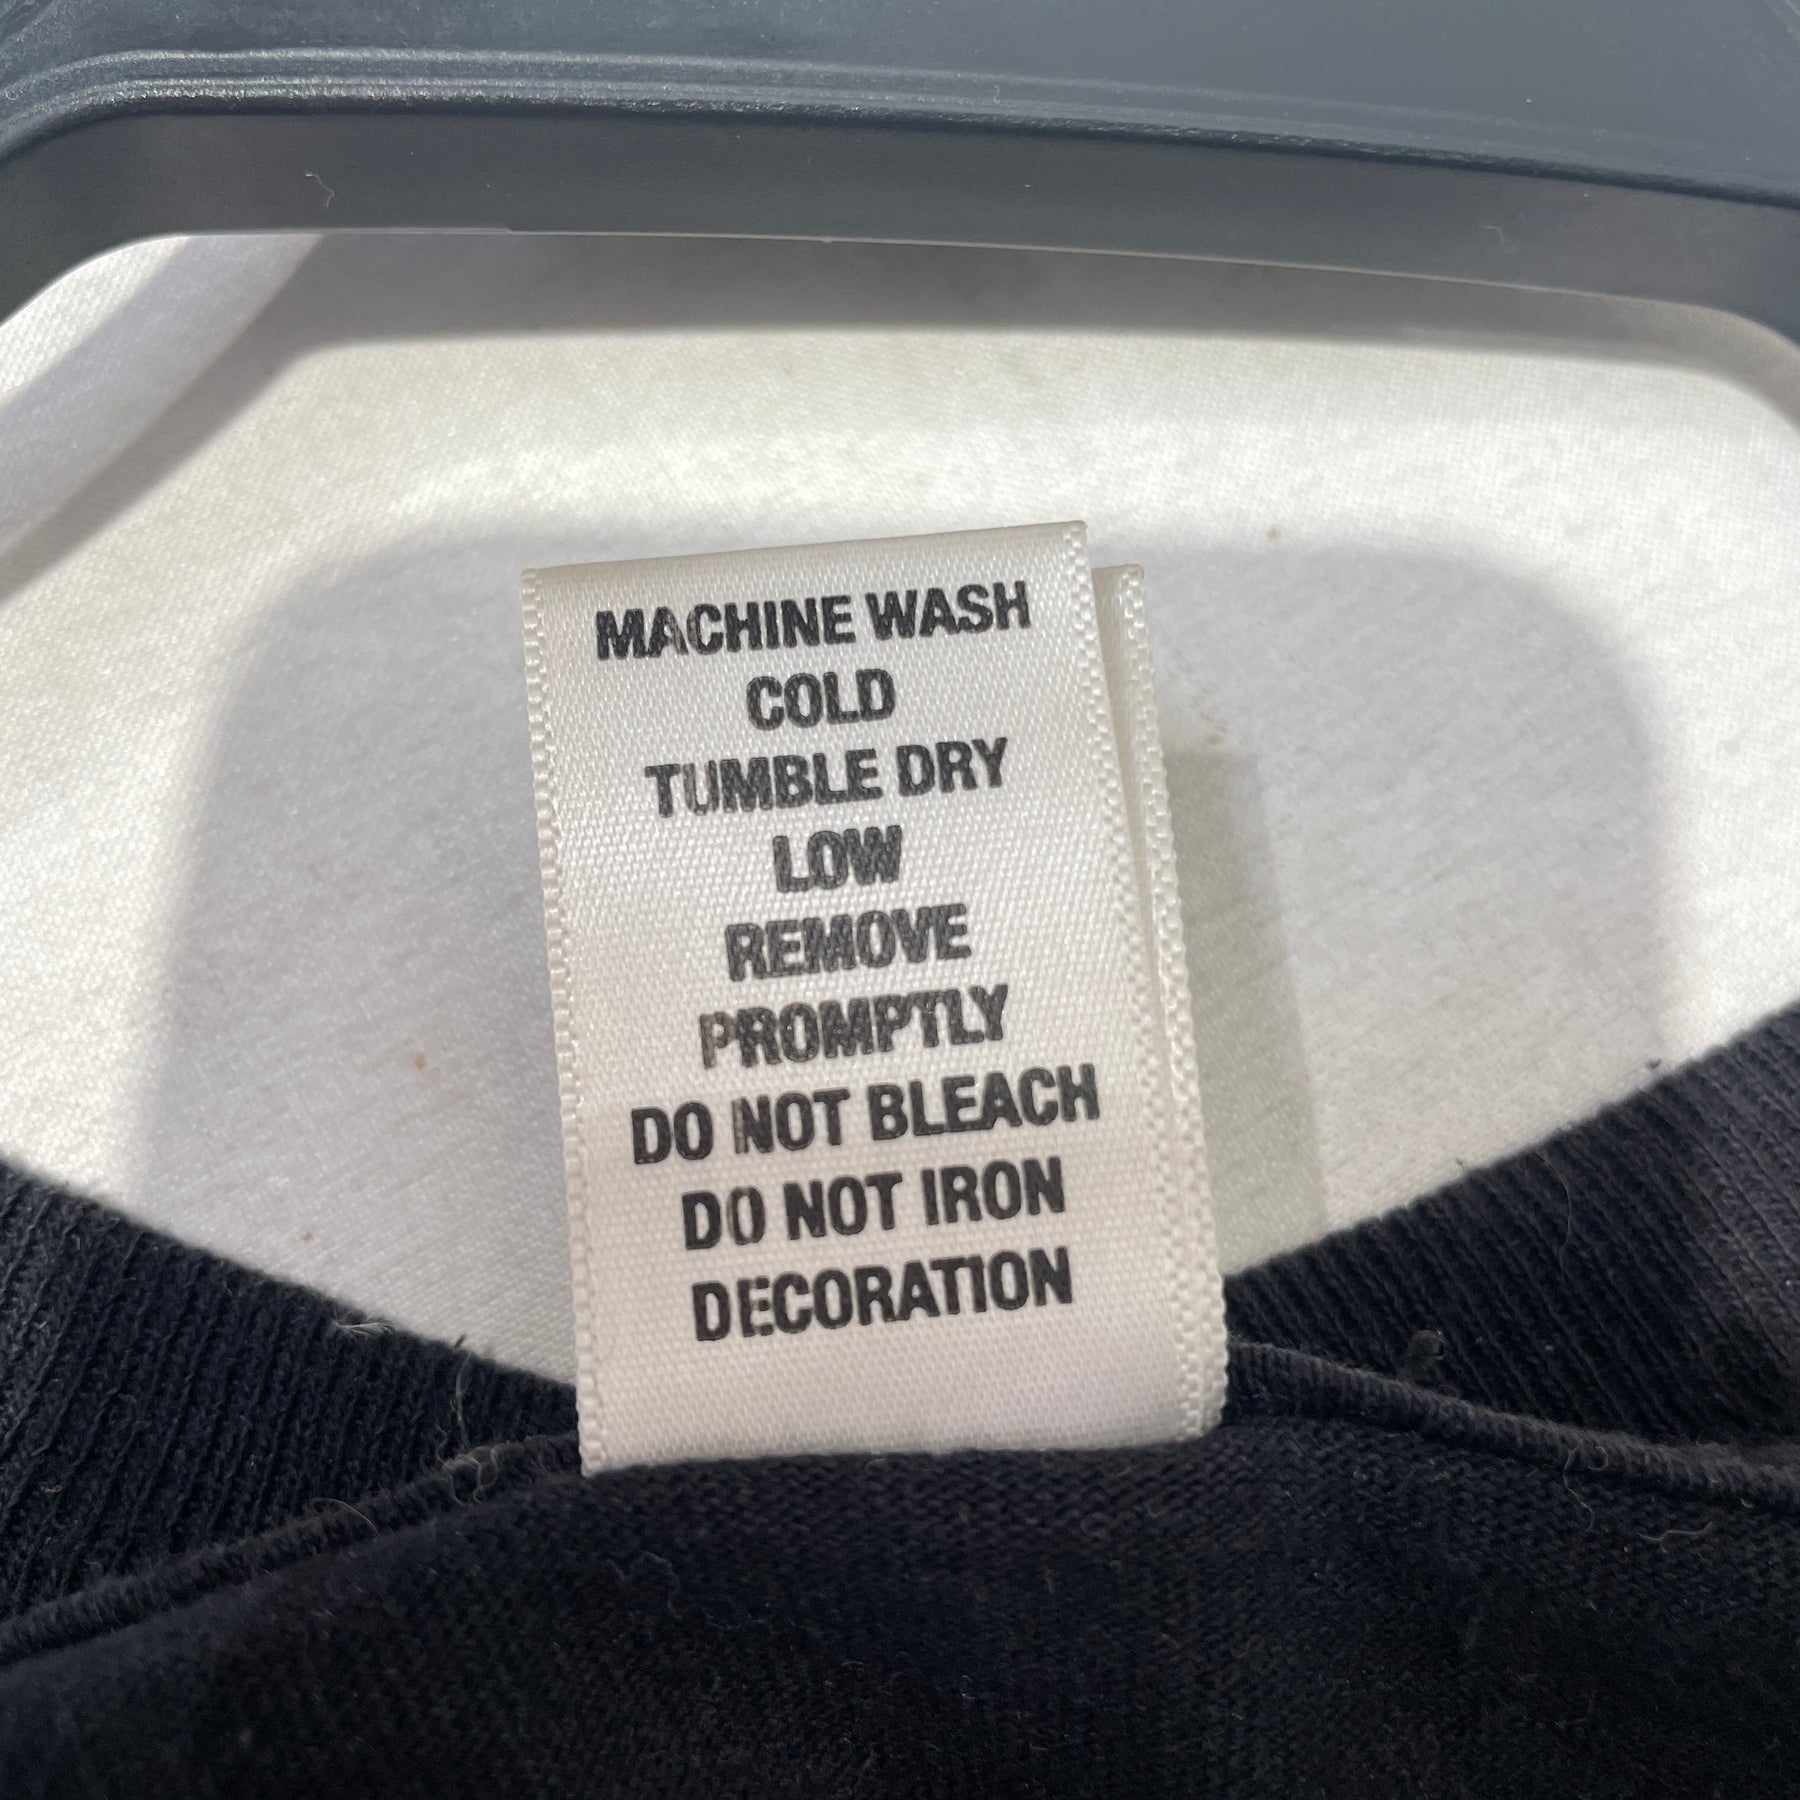 MACHINE WASH
COLD
TUMBLE DRY
LOW
REMOVE
PROMPTLY
DO NOT BLEACH
DO NOT IRON
DECORATION